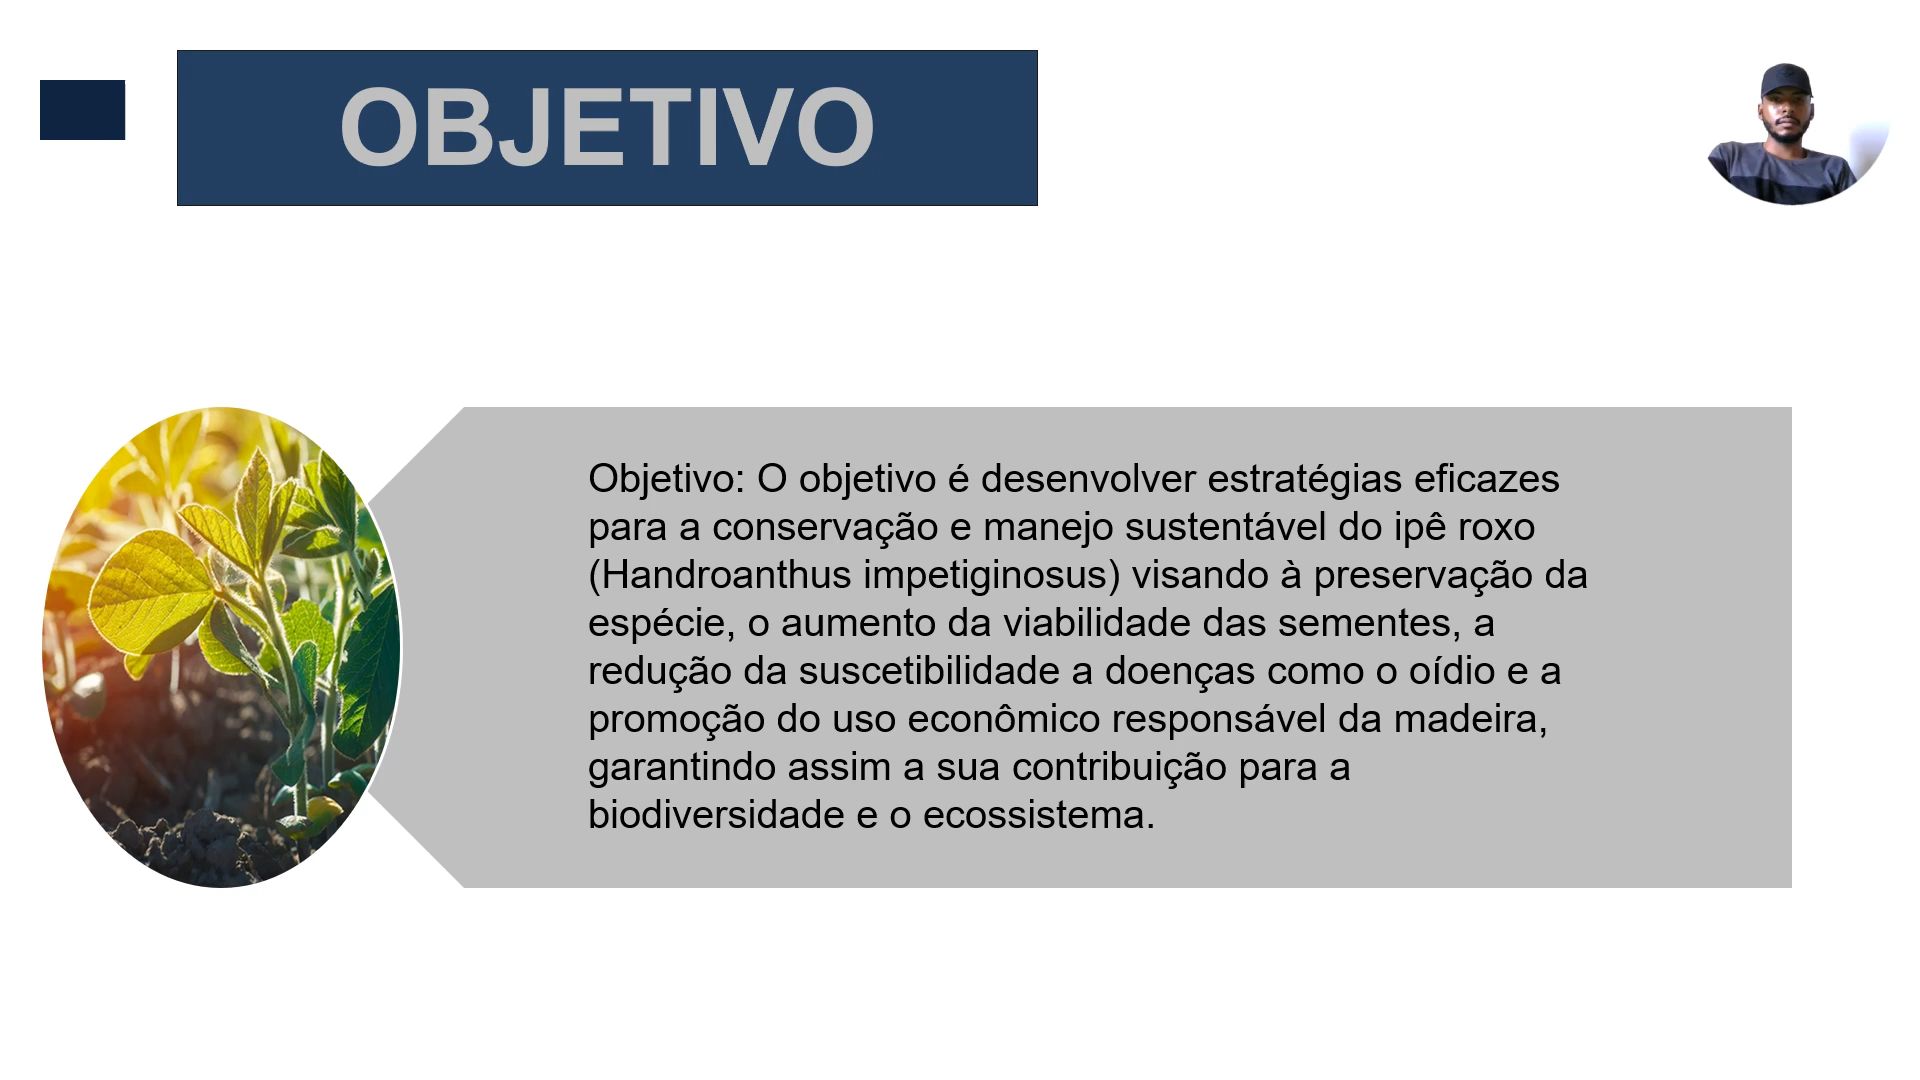 OBJETIVO
Objetivo: O objetivo é desenvolver estratégias eficazes
para a conservação e manejo sustentável do ipê roxo
(Handroanthus impetiginosus) visando à preservação da
espécie, o aumento da viabilidade das sementes, a
redução da suscetibilidade a doenças como o oídio e a
promoção do uso econômico responsável da madeira,
garantindo assim a sua contribuição para a
biodiversidade e o ecossistema.